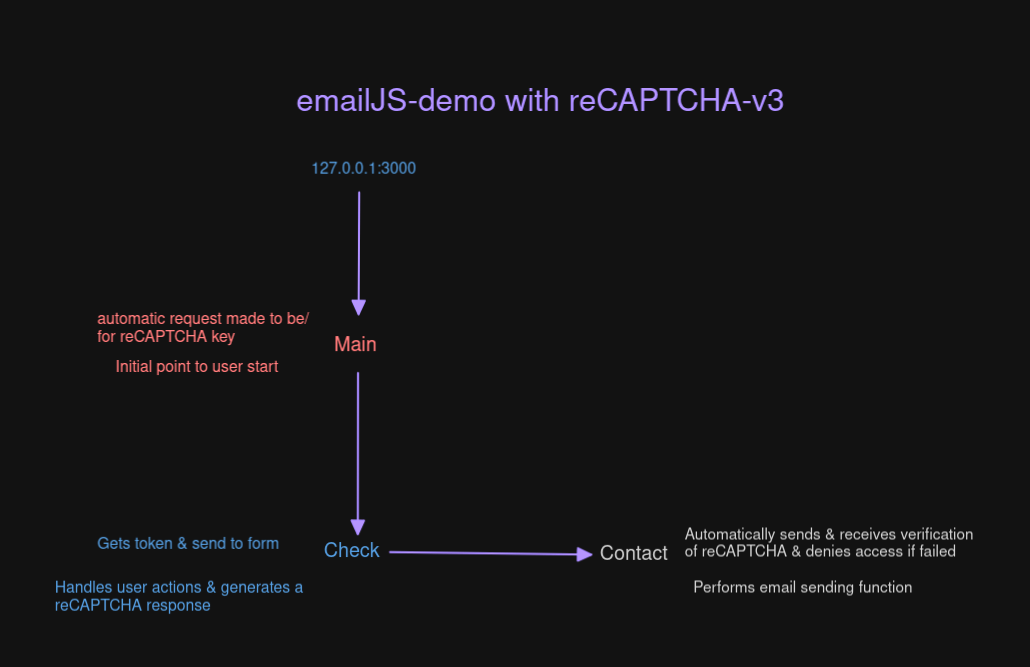 emailJS-demo with reCAPTCHA-v3
127.0.0.1:3000
automatic request made to be/
for reCAPTCHA key
Main
Initial point to user start
Gets token & send to form
Check
Contact
Automatically sends & receives verification
of reCAPTCHA & denies access if failed
Handles user actions & generates a
reCAPTCHA response
Performs email sending function